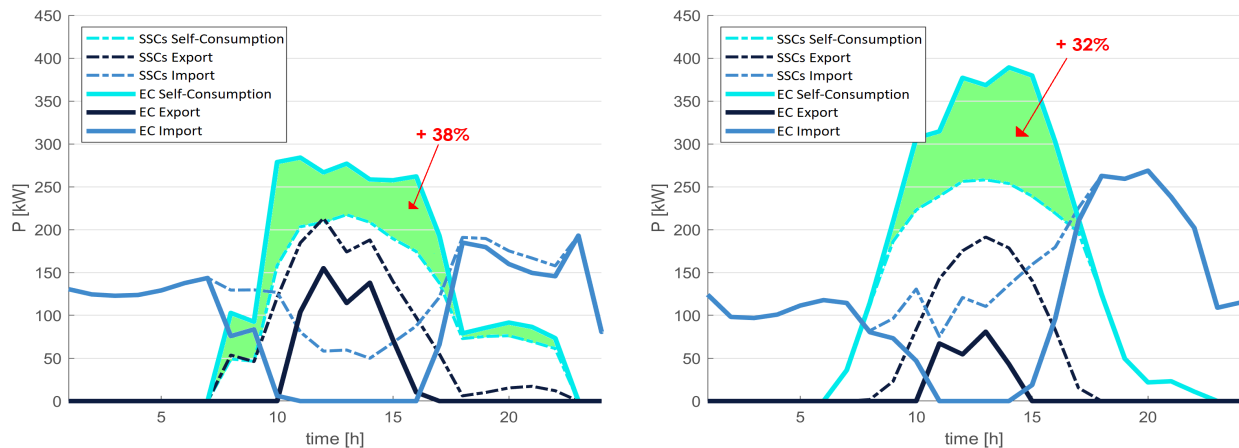 450
400
350
300
250
200
150
100
50
0
P [kW]
SSCs Self-Consumption
SSCs Export
SSCs Import
EC Self-Consumption
EC Export
EC Import
+ 38%
5
10
15
20
time [h]
450
400
350
300
250
200
150
100
50
0
P [kW]
SSCs Self-Consumption
SSCs Export
SSCs Import
EC Self-Consumption
EC Export
EC Import
+ 32%
5
10
15
20
time [h]